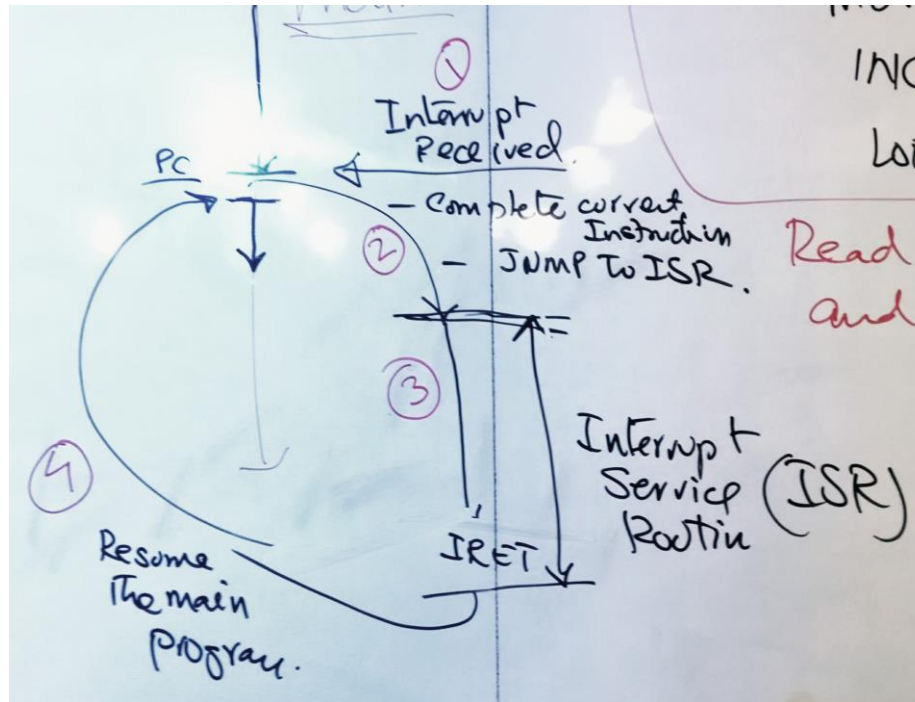 ①
Interrupt
Received.
PC
- Complete current
Instruction
- JUMP To ISR.
②
③
④
Interrupt
Service
Routin
(ISR)
IRET
Resume
The main
program.
INC
Read
and